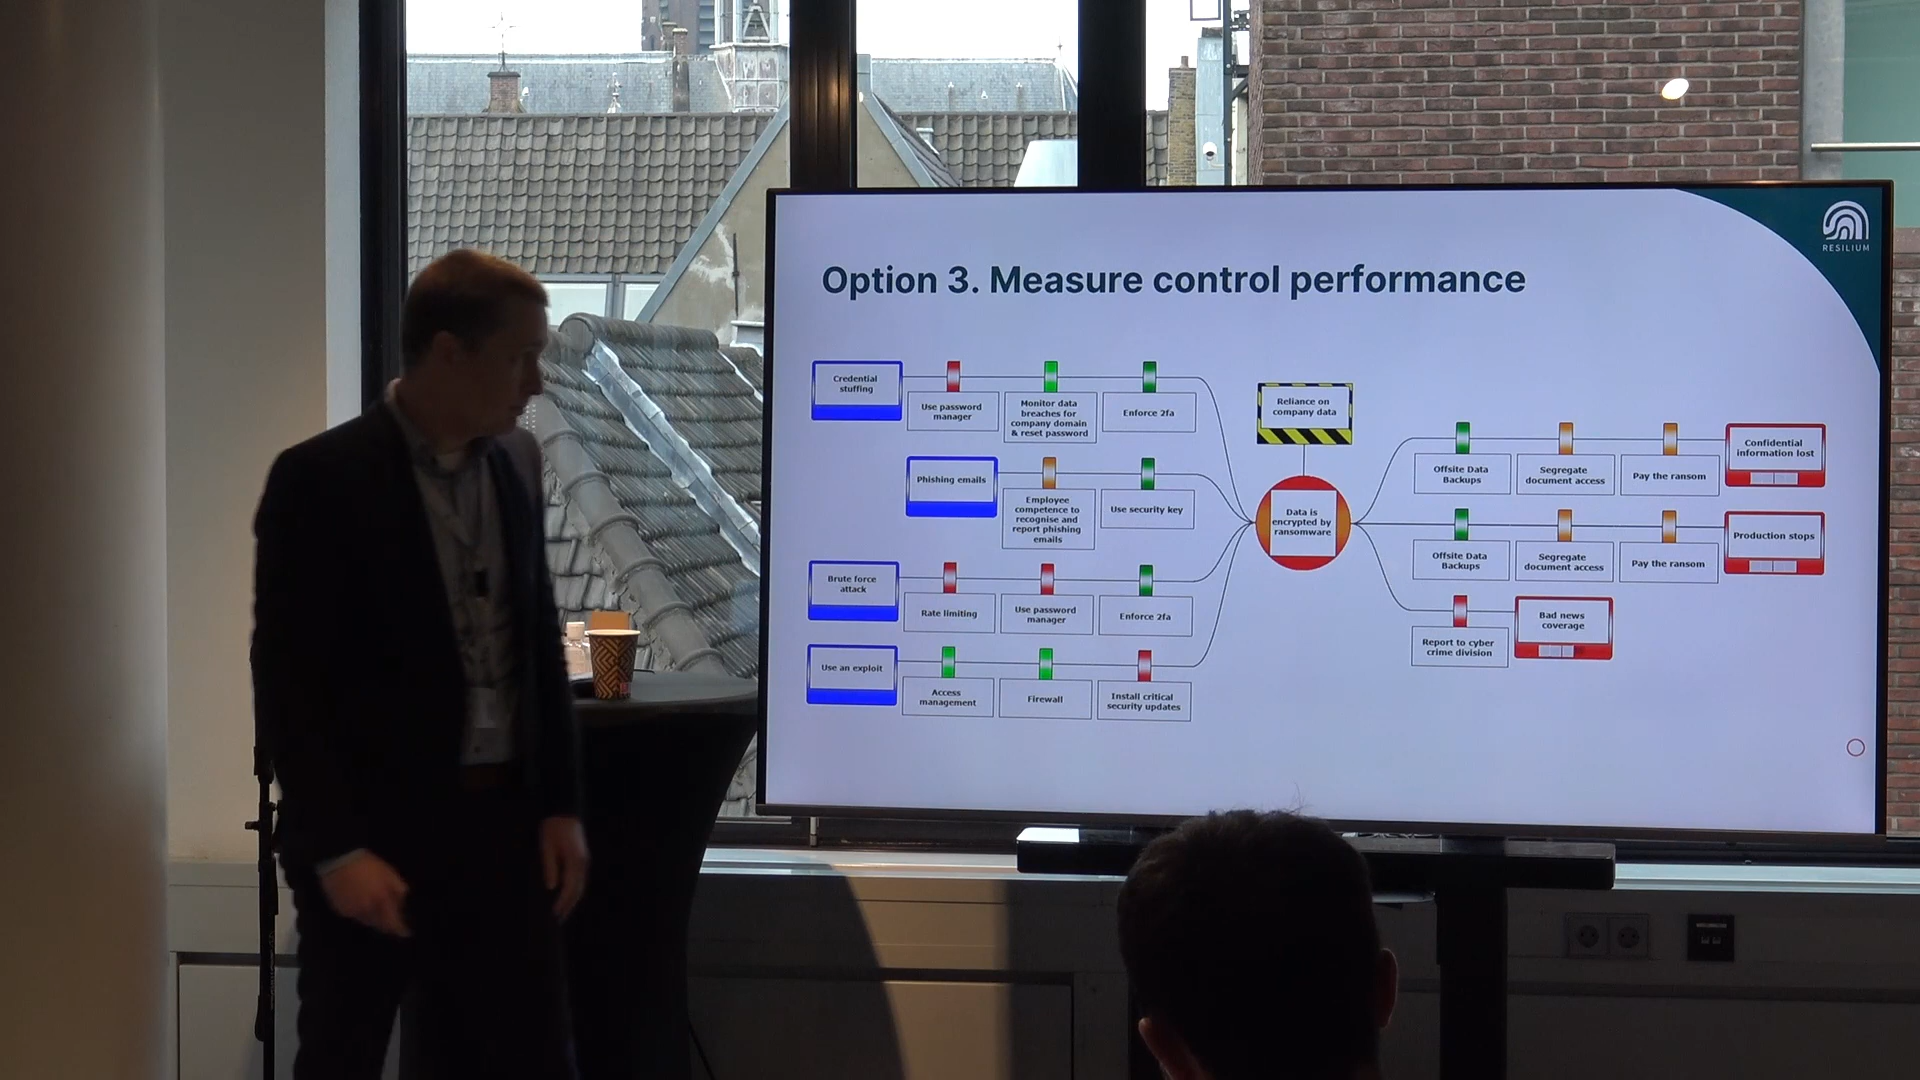 RESILIUM
Option 3. Measure control performance
Credential
stuffing
Use password
manager
Monitor data
breaches for
company domain
& reset password
Enforce 2fa
Phishing emails
Employee
competence to
recognise and
report phishing
emails
Use security key
Brute force
attack
Rate limiting
Use password
manager
Enforce 2fa
Use an exploit
Access
management
Firewall
Install critical
security updates
Reliance on
company data
Data is
encrypted by
ransomware
Offsite Data
Backups
Segregate
document access
Pay the ransom
Confidential
information lost
Offsite Data
Backups
Segregate
document access
Pay the ransom
Production stops
Report to cyber
crime division
Bad news
coverage